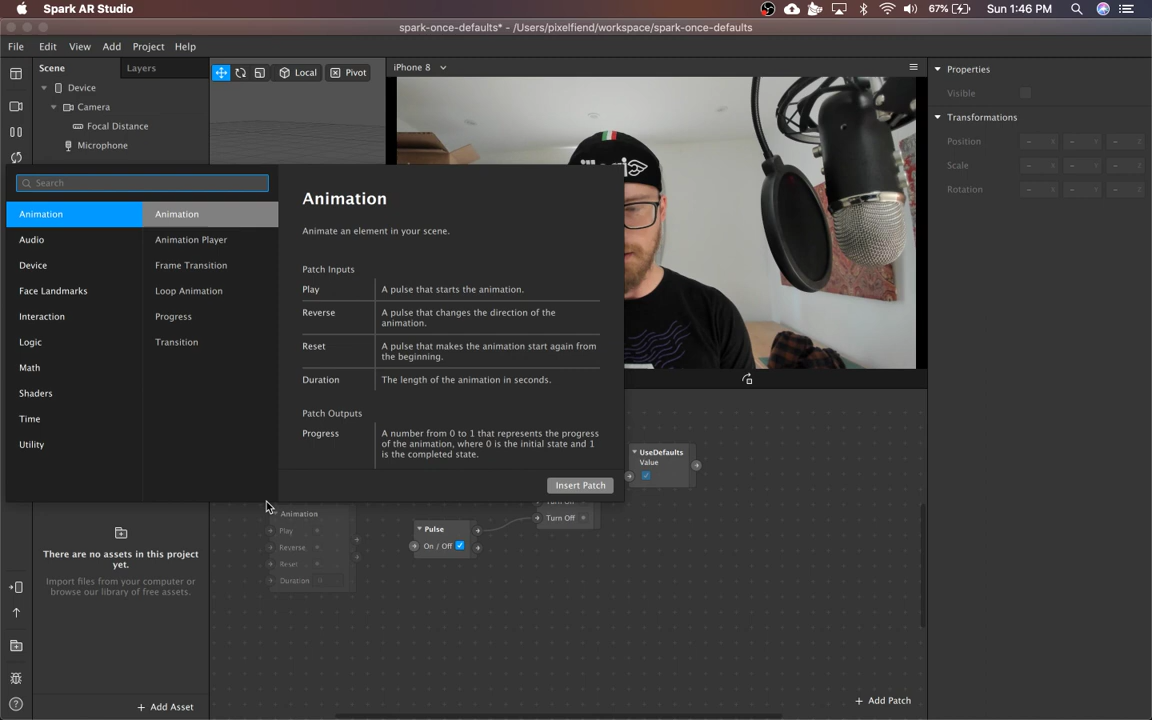 Spark AR Studio
67%
Sun 1:46 PM
spark-once-defaults* - /Users/pixelfiend/workspace/spark-once-defaults
File Edit View Add Project Help
Scene
Layers
Local
Pivot
iPhone 8
Properties
Device
Visible
Camera
Transformations
Focal Distance
Position – X – Y – Z
Microphone
Scale – X – Y – Z
Rotation – X – Y – Z
Search
Animation
Audio
Device
Face Landmarks
Interaction
Logic
Math
Shaders
Time
Utility
Animation
Animation Player
Frame Transition
Loop Animation
Progress
Transition
Animation
Animate an element in your scene.
Patch Inputs
Play A pulse that starts the animation.
Reverse A pulse that changes the direction of the
animation.
Reset A pulse that makes the animation start again from
the beginning.
Duration The length of the animation in seconds.
Patch Outputs
Progress A number from 0 to 1 that represents the progress
of the animation, where 0 is the initial state and 1
is the completed state.
Insert Patch
UseDefaults
Value
Animation
Play
Reverse
Reset
Duration
Pulse
On / Off
Turn Off
There are no assets in this project
yet.
Import files from your computer or
browse our library of free assets.
+ Add Asset
+ Add Patch